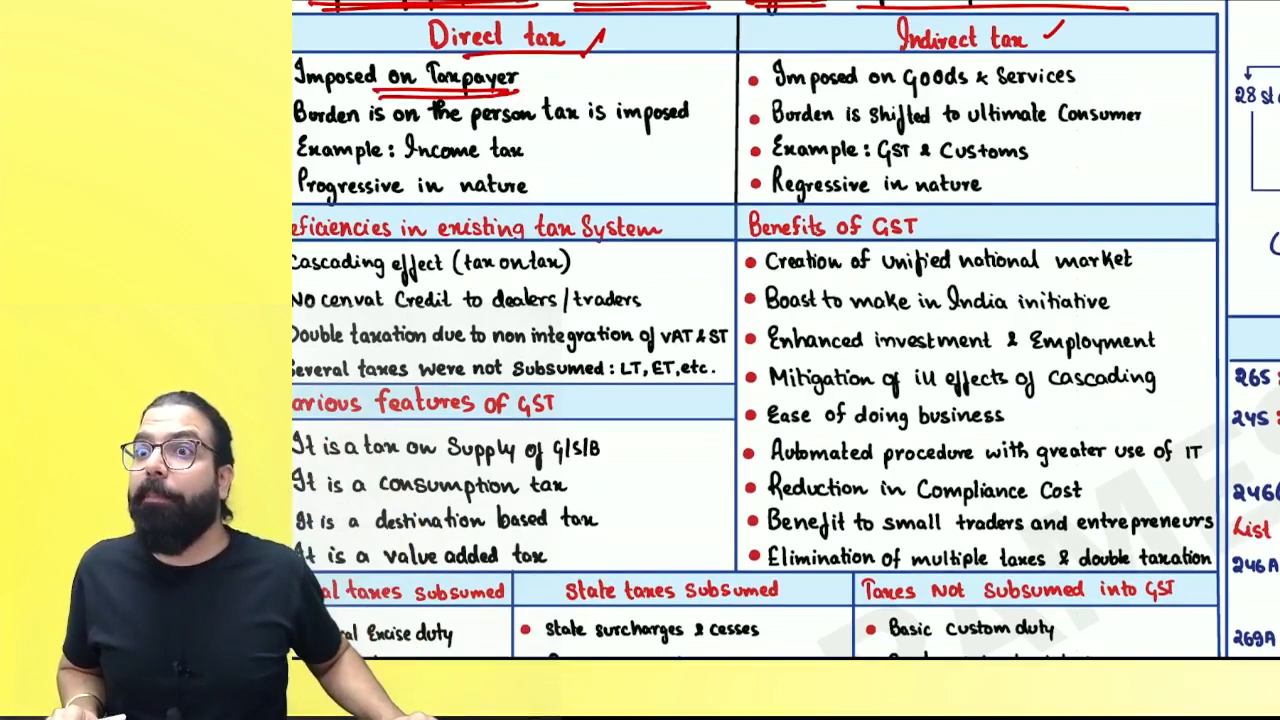 Direct tax
Imposed on Taxpayer
Burden is on the person tax is imposed
Example: Income tax
Progressive in nature
Indirect tax
Imposed on Goods & Services
Burden is shifted to ultimate Consumer
Example: GST & Customs
Regressive in nature
eficiencies in existing tax System
Cascading effect (tax on tax)
No cenvat Credit to dealers/traders
Double taxation due to non integration of VAT & ST
Several taxes were not Subsumed: LT, ET, etc.
arious features of GST
It is a tax on Supply of G/S/B
It is a consumption tax
It is a destination based tax
It is a value added tax
Benefits of GST
Creation of unified national market
Boast to make in India initiative
Enhanced investment & Employment
Mitigation of ill effects of Cascading
Ease of doing business
Automated procedure with greater use of IT
Reduction in Compliance Cost
Benefit to small traders and entrepreneurs
Elimination of multiple taxes & double taxation
al taxes Subsumed
ral Excise duty
State taxes Subsumed
State surcharges & cesses
Taxes Not Subsumed into GST
Basic Custom duty
28 st
265
245
246
List
246A
269A